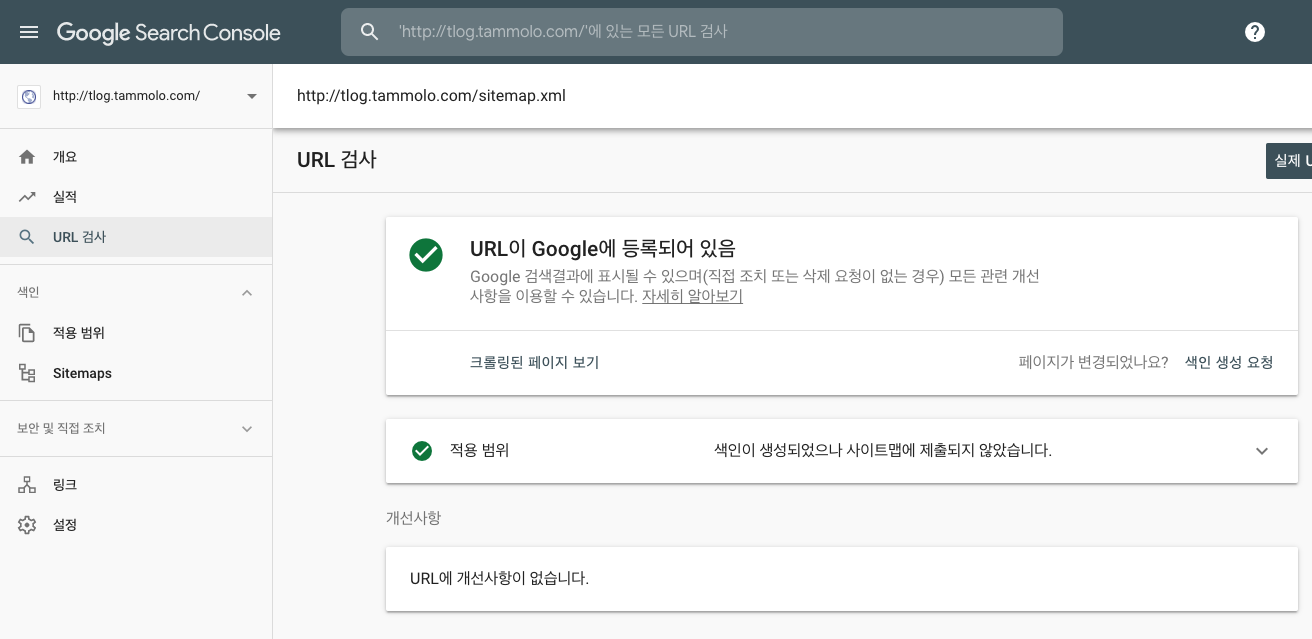 Google Search Console
'http://tlog.tammolo.com/'에 있는 모든 URL 검사
http://tlog.tammolo.com/
http://tlog.tammolo.com/sitemap.xml
개요
실적
URL 검사
색인
적용 범위
Sitemaps
보안 및 직접 조치
링크
설정
URL 검사
실제 U
URL이 Google에 등록되어 있음
Google 검색결과에 표시될 수 있으며(직접 조치 또는 삭제 요청이 없는 경우) 모든 관련 개선
사항을 이용할 수 있습니다. 자세히 알아보기
크롤링된 페이지 보기
페이지가 변경되었나요? 색인 생성 요청
적용 범위 색인이 생성되었으나 사이트맵에 제출되지 않았습니다.
개선사항
URL에 개선사항이 없습니다.